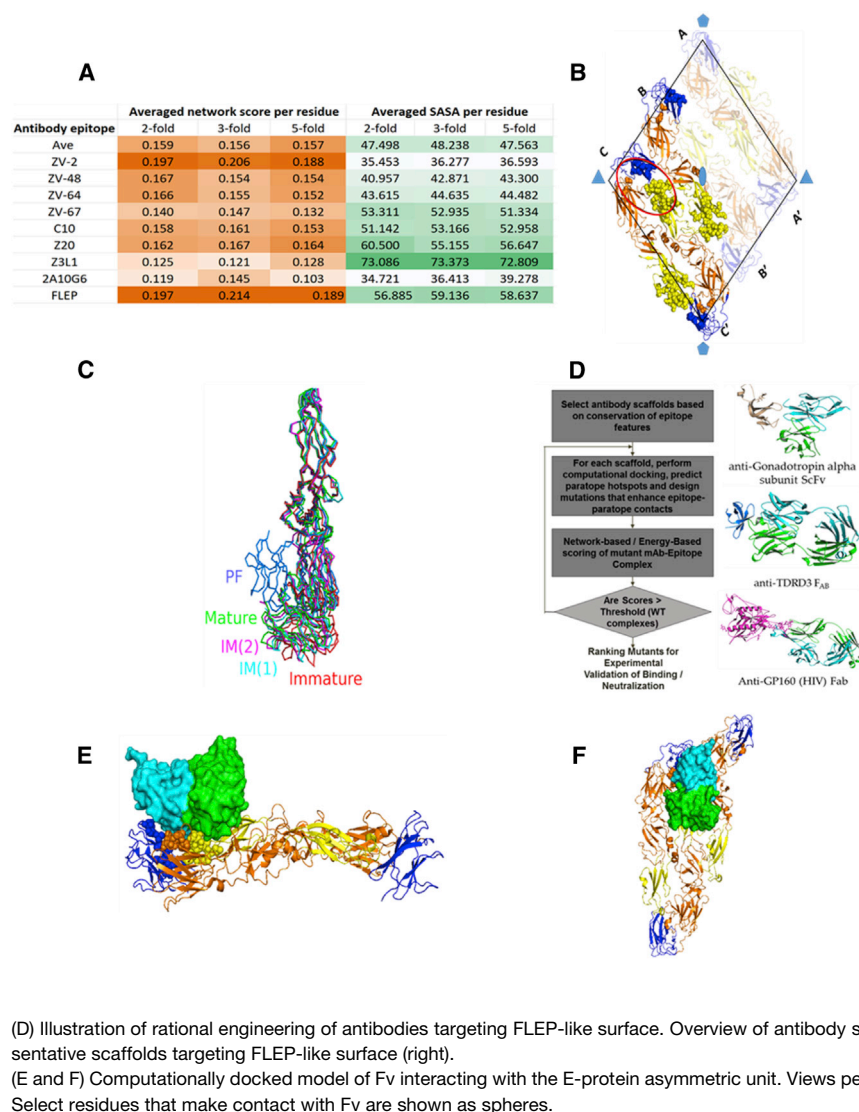 A
Averaged network score per residue Averaged SASA per residue
Antibody epitope 2-fold 3-fold 5-fold 2-fold 3-fold 5-fold
Ave 0.159 0.156 0.157 47.498 48.238 47.563
ZV-2 0.197 0.206 0.188 35.453 36.277 36.593
ZV-48 0.167 0.154 0.154 40.957 42.871 43.300
ZV-64 0.166 0.155 0.152 43.615 44.635 44.482
ZV-67 0.140 0.147 0.132 53.311 52.935 51.334
C10 0.158 0.161 0.153 51.142 53.166 52.958
Z20 0.162 0.167 0.164 60.500 55.155 56.647
Z3L1 0.125 0.121 0.128 73.086 73.373 72.809
2A10G6 0.119 0.145 0.103 34.721 36.413 39.278
FLEP 0.197 0.214 0.189 56.885 59.136 58.637
B
A
B
C
A'
B'
C'
C
PF
Mature
IM(2)
IM(1)
Immature
D
Select antibody scaffolds based
on conservation of epitope
features
For each scaffold, perform
computational docking, predict
paratope hotspots and design
mutations that enhance epitope-
paratope contacts
Network-based / Energy-Based
scoring of mutant mAb-Epitope
Complex
Are Scores >
Threshold (WT
complexes)
Ranking Mutants for
Experimental
Validation of Binding /
Neutralization
anti-Gonadotropin alpha
subunit ScFv
anti-TDRD3 FAB
Anti-GP160 (HIV) Fab
E
F
(D) Illustration of rational engineering of antibodies targeting FLEP-like surface. Overview of antibody s
sentative scaffolds targeting FLEP-like surface (right).
(E and F) Computationally docked model of Fv interacting with the E-protein asymmetric unit. Views pe
Select residues that make contact with Fv are shown as spheres.